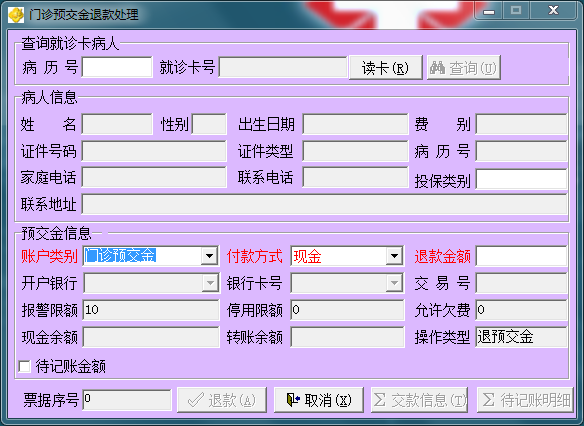 门诊预交金退款处理
查询就诊卡病人
病 历 号 就诊卡号 读卡(R) 查询(U)
病人信息
姓 名 性别 出生日期 费 别
证件号码 证件类型 病 历 号
家庭电话 联系电话 投保类别
联系地址
预交金信息
账户类别 门诊预交金 付款方式 现金 退款金额
开户银行 银行卡号 交 易 号
报警限额 10 停用限额 0 允许欠费 0
现金余额 转账余额 操作类型 退预交金
待记账金额
票据序号 0 退款(A) 取消(X) 交款信息(T) 待记账明细